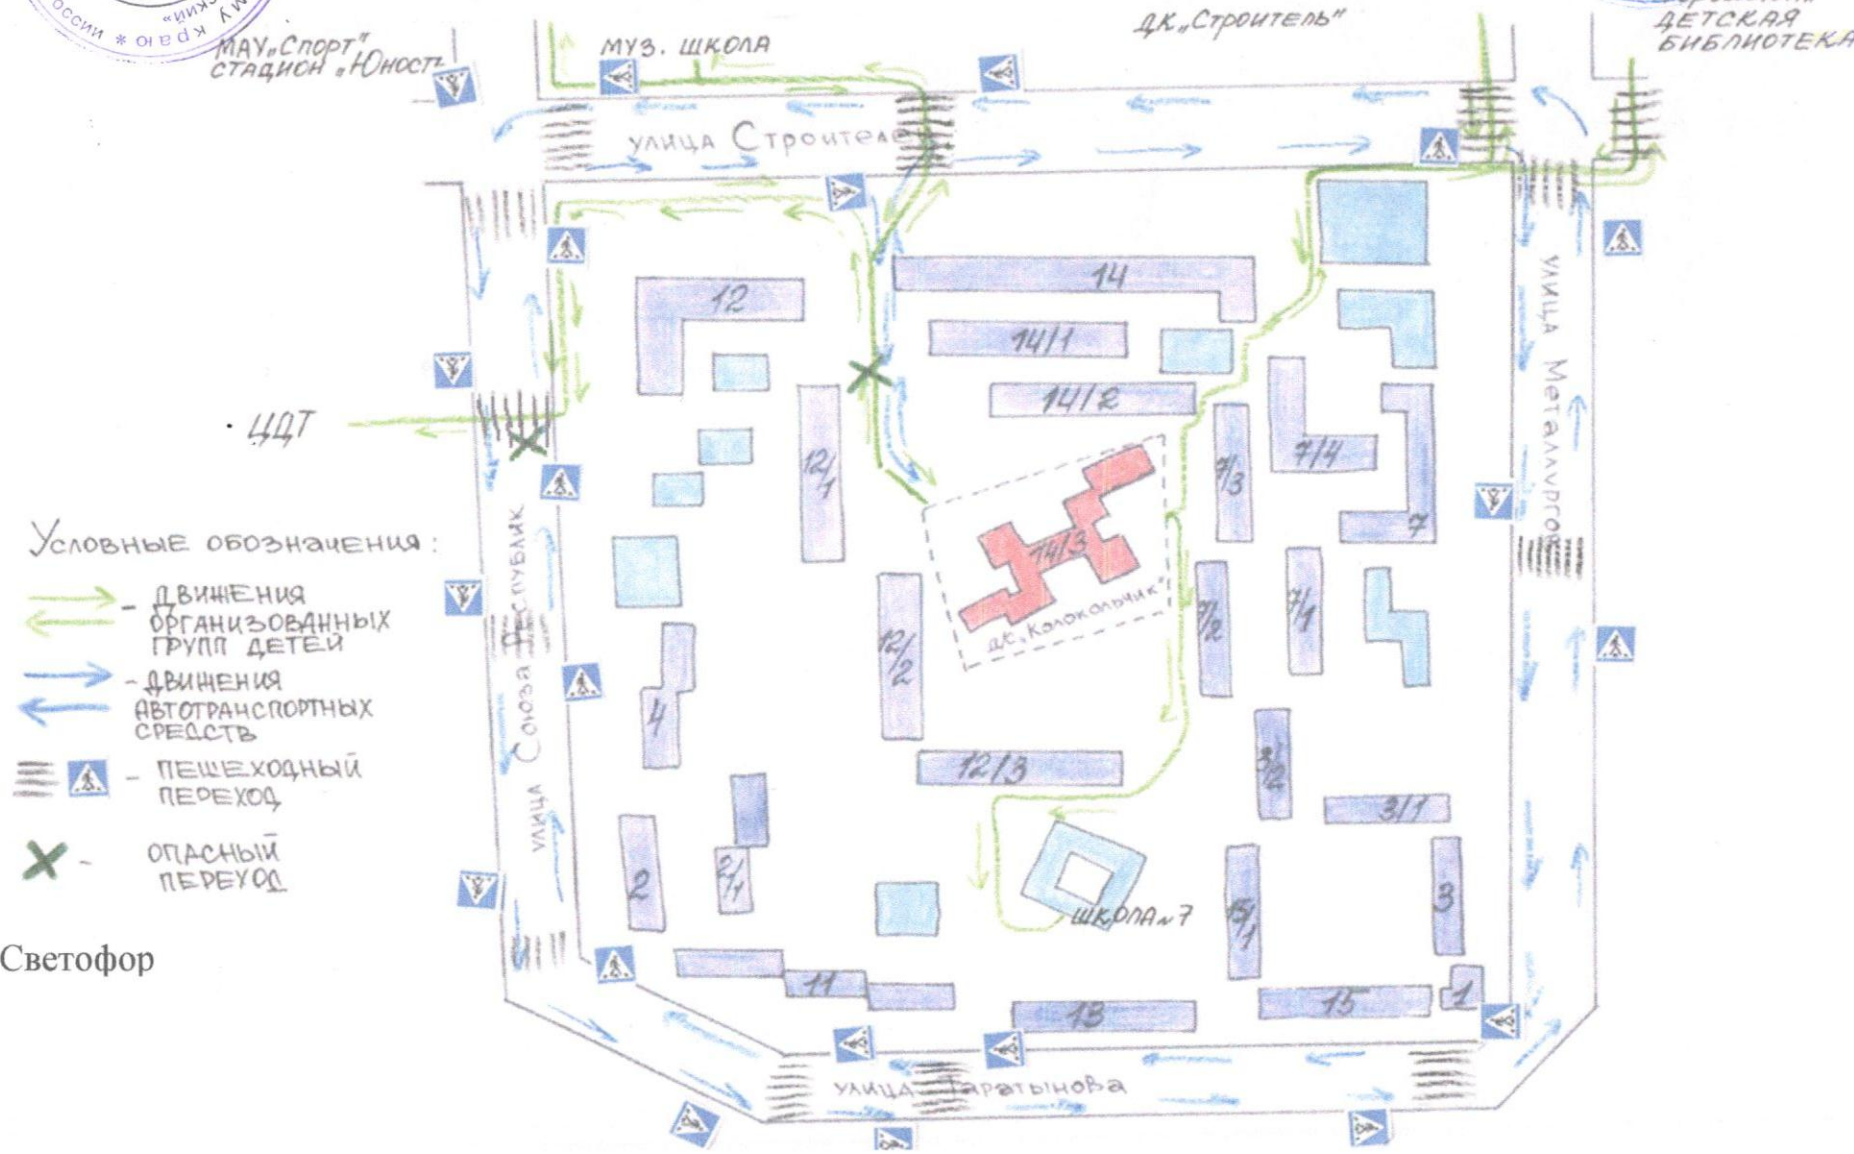 краю * МЧС
России
МАУ „Спорт"
СТАДИОН „Юность
МУЗ. ШКОЛА
ДК „Строитель"
ДЕТСКАЯ
БИБЛИОТЕКА
улица Строителей
14
12
14/1
14/2
7/4
7/3
7
12/1
улица Металлургов
ЦДТ
14/3
д/с „Колокольчик"
7/2
7/1
12/2
улица Союза Республик
Условные обозначения:
- ДВИЖЕНИЯ
ОРГАНИЗОВАННЫХ
ГРУПП ДЕТЕЙ
- ДВИЖЕНИЯ
АВТОТРАНСПОРТНЫХ
СРЕДСТВ
- ПЕШЕХОДНЫЙ
ПЕРЕХОД
- ОПАСНЫЙ
ПЕРЕХОД
Светофор
4
12/3
3/2
3/1
2
2/1
ШКОЛА №7
15/1
3
11
13
15
1
улица Таратынова